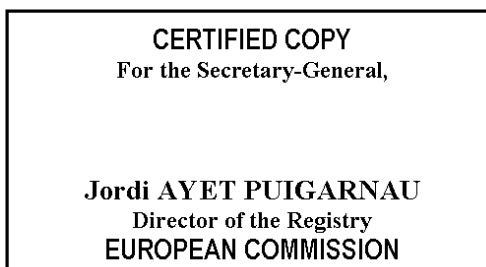 CERTIFIED COPY
For the Secretary-General,
Jordi AYET PUIGARNAU
Director of the Registry
EUROPEAN COMMISSION